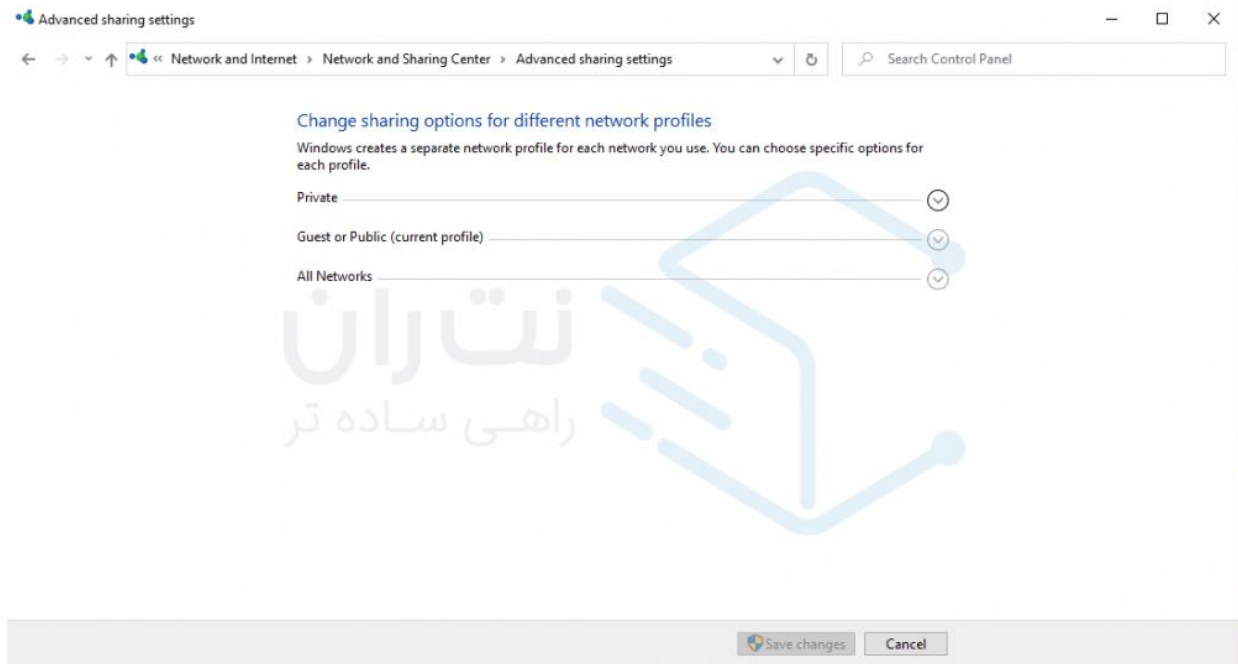 Advanced sharing settings
« Network and Internet › Network and Sharing Center › Advanced sharing settings
Search Control Panel
Change sharing options for different network profiles
Windows creates a separate network profile for each network you use. You can choose specific options for
each profile.
Private
Guest or Public (current profile)
All Networks
نت ران
راهی ساده تر
Save changes
Cancel